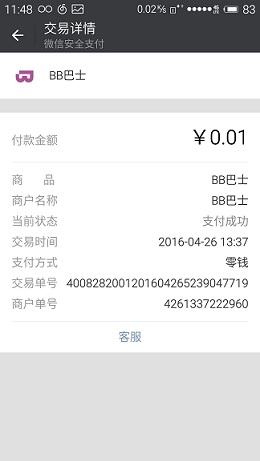 11:48 0.02%/S 83
交易详情
微信安全支付
BB巴士
付款金额 ￥0.01
商 品 BB巴士
商户名称 BB巴士
当前状态 支付成功
交易时间 2016-04-26 13:37
支付方式 零钱
交易单号 4008282001201604265239047719
商户单号 4261337222960
客服